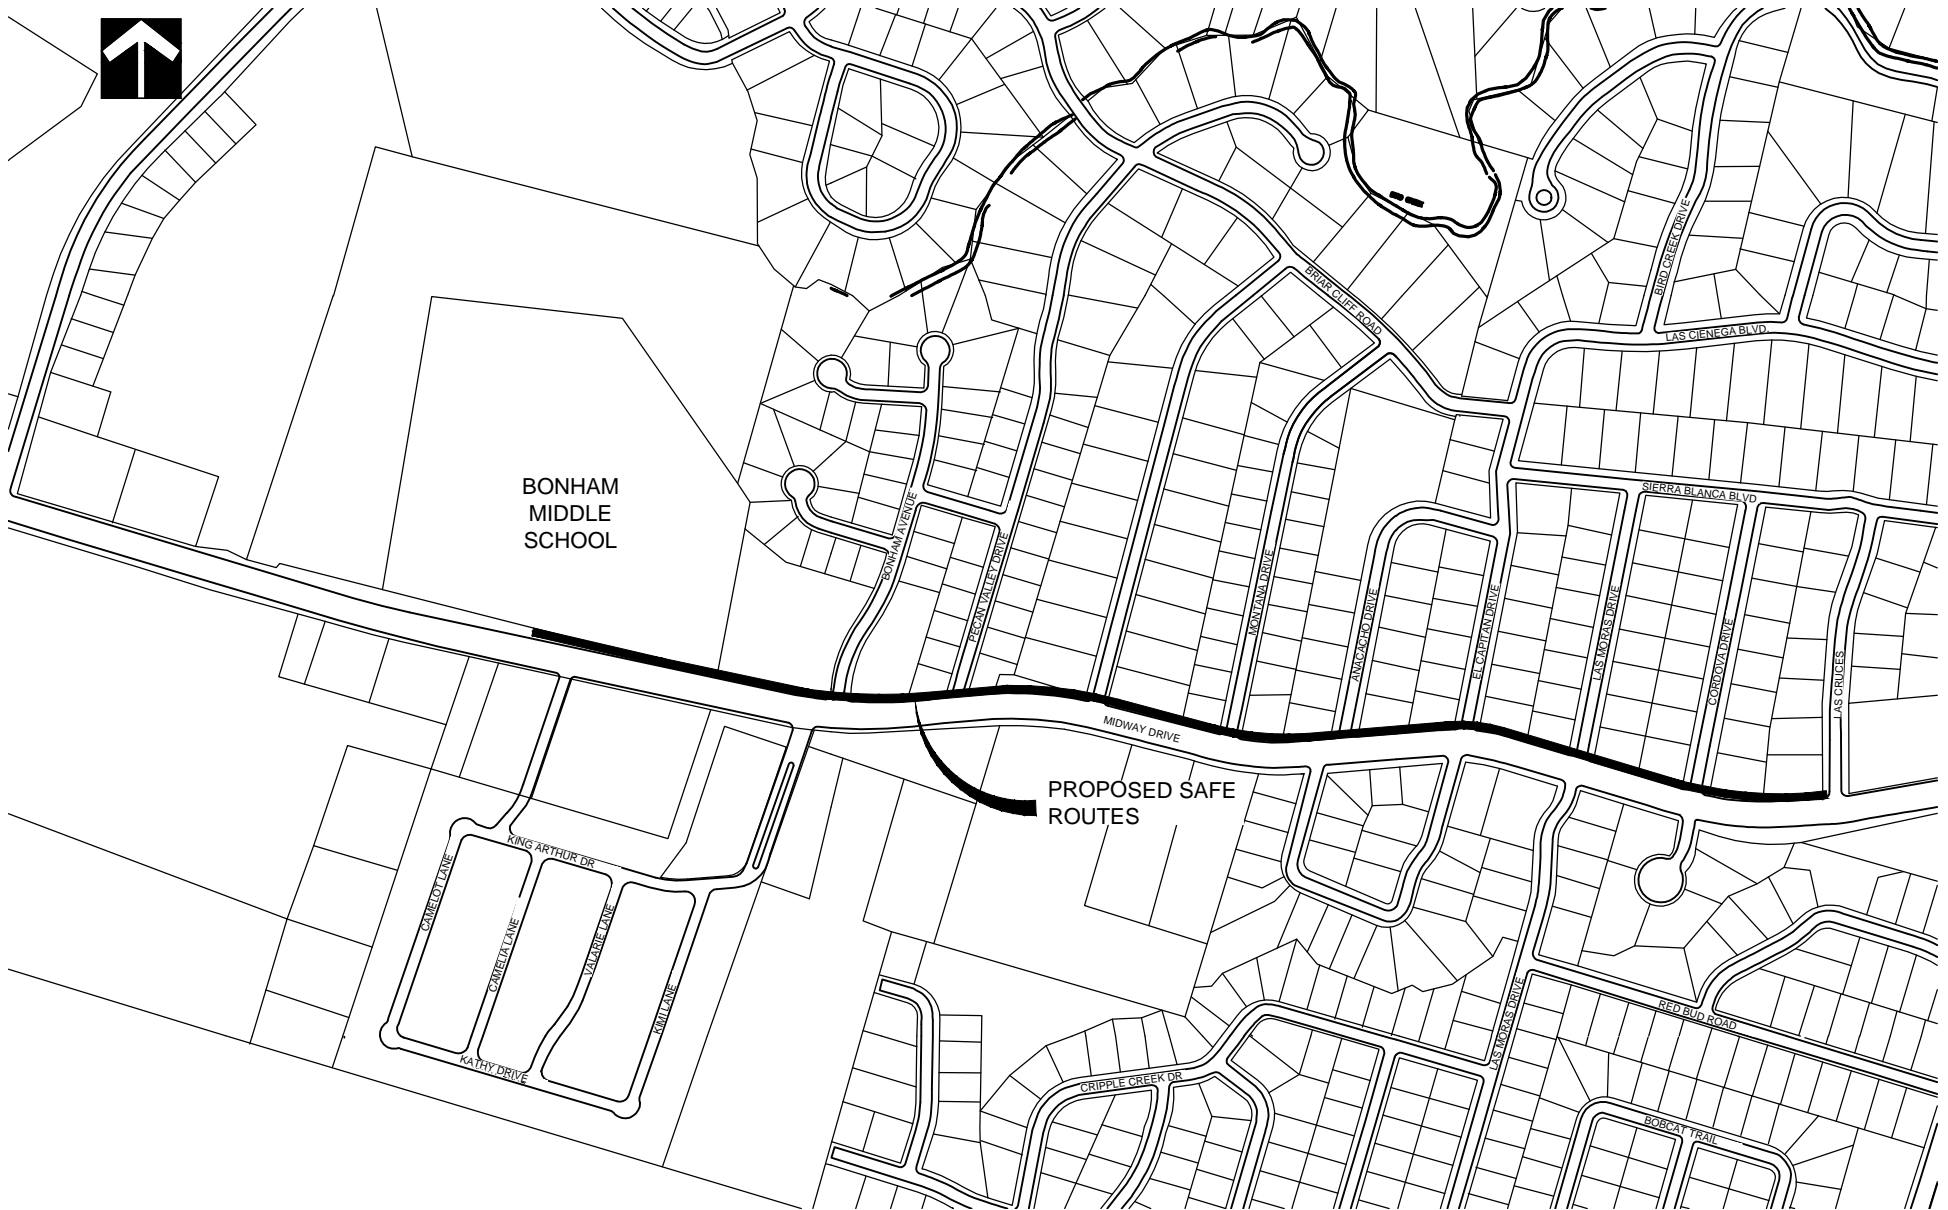 BRIAR CLIFF ROAD
BIRD CREEK DRIVE
LAS CIENEGA BLVD.
BONHAM
MIDDLE
SCHOOL
SIERRA BLANCA BLVD
BONHAM AVENUE
PECAN VALLEY DRIVE
MONTANA DRIVE
ANACACHO DRIVE
EL CAPITAN DRIVE
LAS MORAS DRIVE
CORDOVA DRIVE
LAS CRUCES
MIDWAY DRIVE
PROPOSED SAFE
ROUTES
KING ARTHUR DR
CAMELOT LANE
CAMELIA LANE
VALARIE LANE
KIMI LANE
KATHY DRIVE
CRIPPLE CREEK DR
LAS MORAS DRIVE
RED BUD ROAD
BOBCAT TRAIL